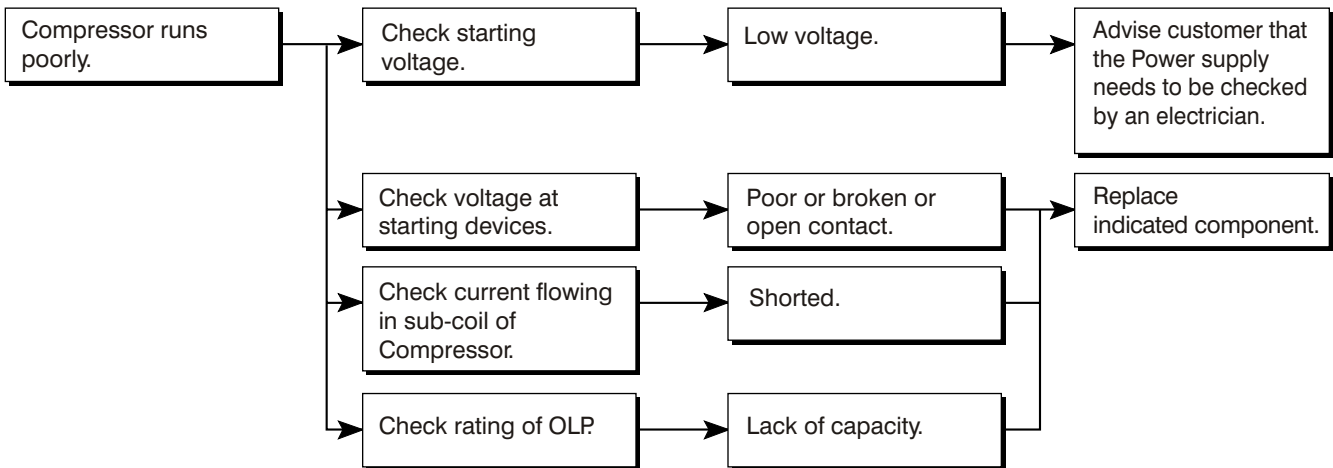 Compressor runs
poorly.
Check starting
voltage.
Low voltage.
Advise customer that
the Power supply
needs to be checked
by an electrician.
Check voltage at
starting devices.
Poor or broken or
open contact.
Replace
indicated component.
Check current flowing
in sub-coil of
Compressor.
Shorted.
Check rating of OLP.
Lack of capacity.